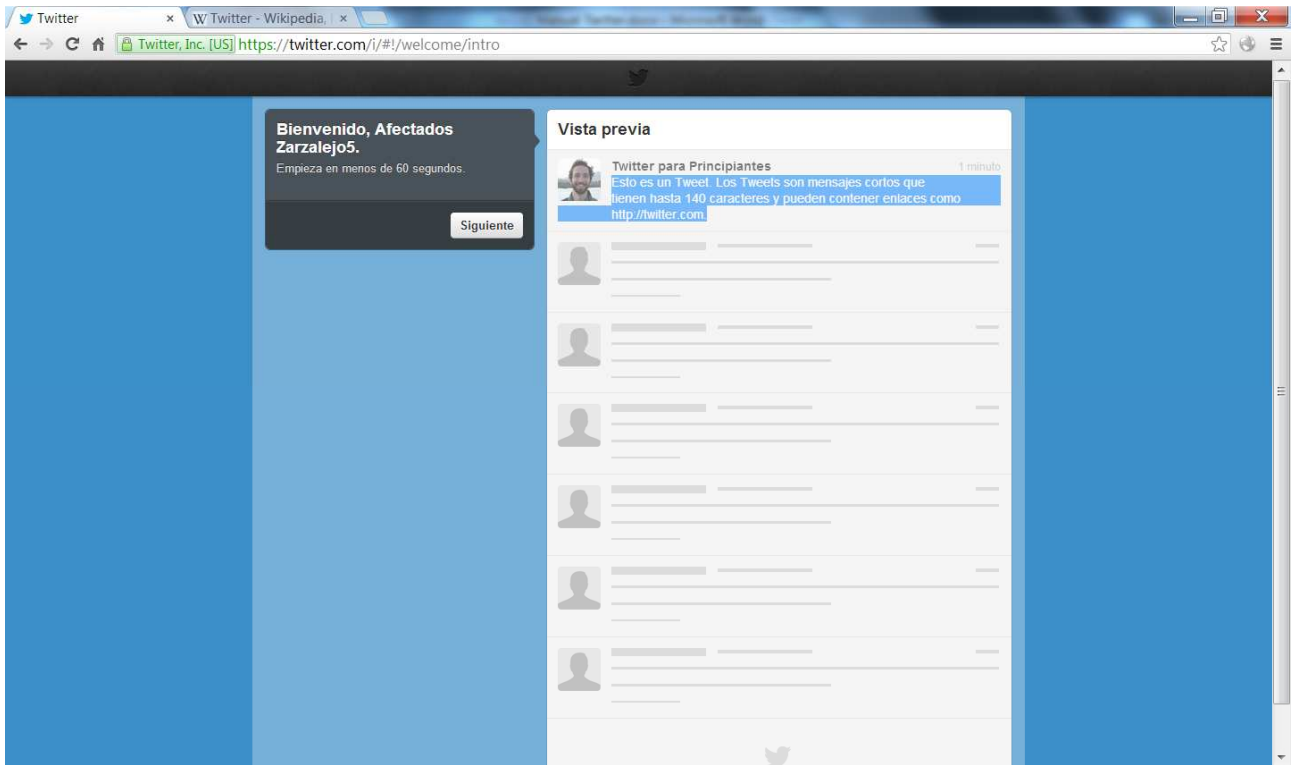 Twitter
Twitter - Wikipedia,
Twitter, Inc. [US] https://twitter.com/i/#!/welcome/intro
Bienvenido, Afectados
Zarzalejo5.
Empieza en menos de 60 segundos.
Siguiente
Vista previa
Twitter para Principiantes 1 minuto
Esto es un Tweet. Los Tweets son mensajes cortos que
tienen hasta 140 caracteres y pueden contener enlaces como
http://twitter.com.